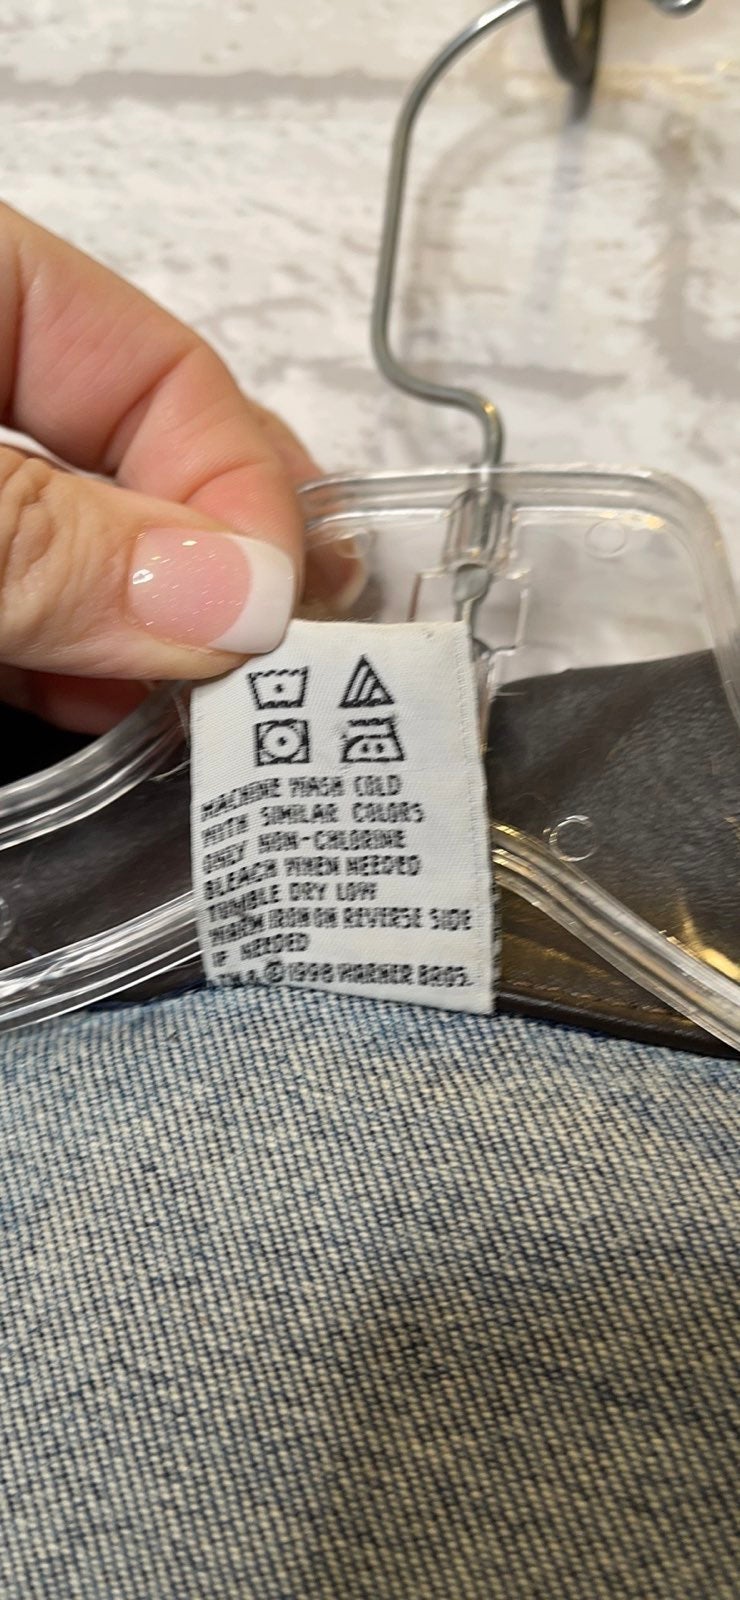 MACHINE WASH COLD
WITH SIMILAR COLORS
ONLY NON-CHLORINE
BLEACH WHEN NEEDED
TUMBLE DRY LOW
WARM IRON ON REVERSE SIDE
IF NEEDED
©1998 WARNER BROS.